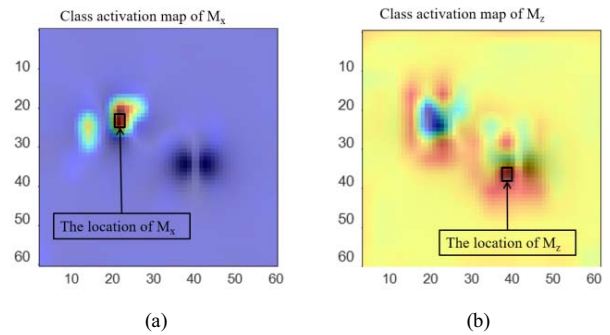 Class activation map of Mx
10
20
30
40
50
60
The location of Mx
10 20 30 40 50 60
(a)
Class activation map of Mz
10
20
30
40
50
60
The location of Mz
10 20 30 40 50 60
(b)